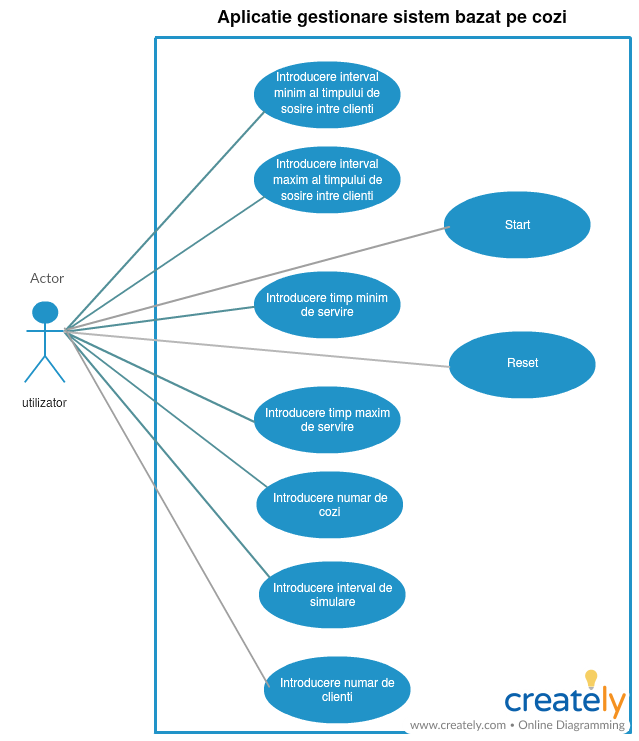 Aplicatie gestionare sistem bazat pe cozi
Introducere interval
minim al timpului de
sosire intre clienti
Introducere interval
maxim al timpului de
sosire intre clienti
Start
Actor
Introducere timp minim
de servire
Reset
utilizator
Introducere timp maxim
de servire
Introducere numar de
cozi
Introducere interval de
simulare
Introducere numar de
clienti
creately
www.creately.com • Online Diagramming